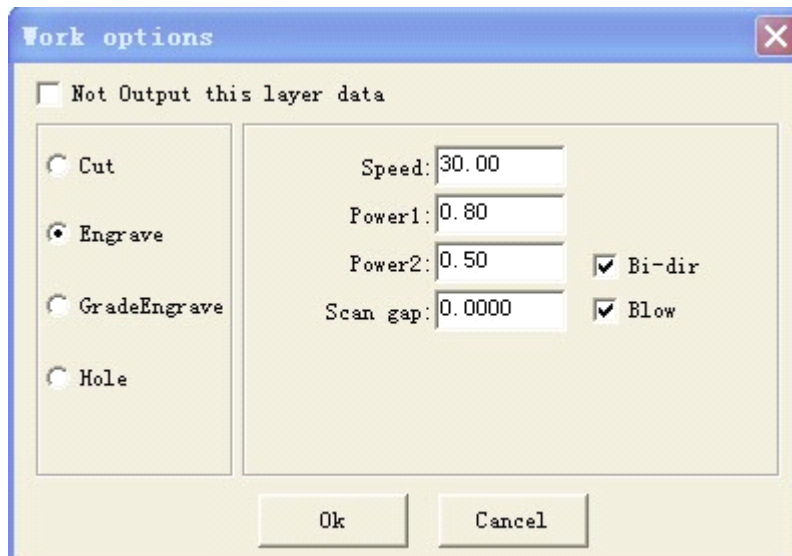 Work options
Not Output this layer data
Cut
Engrave
GradeEngrave
Hole
Speed: 30.00
Power1: 0.80
Power2: 0.50
Bi-dir
Scan gap: 0.0000
Blow
Ok
Cancel